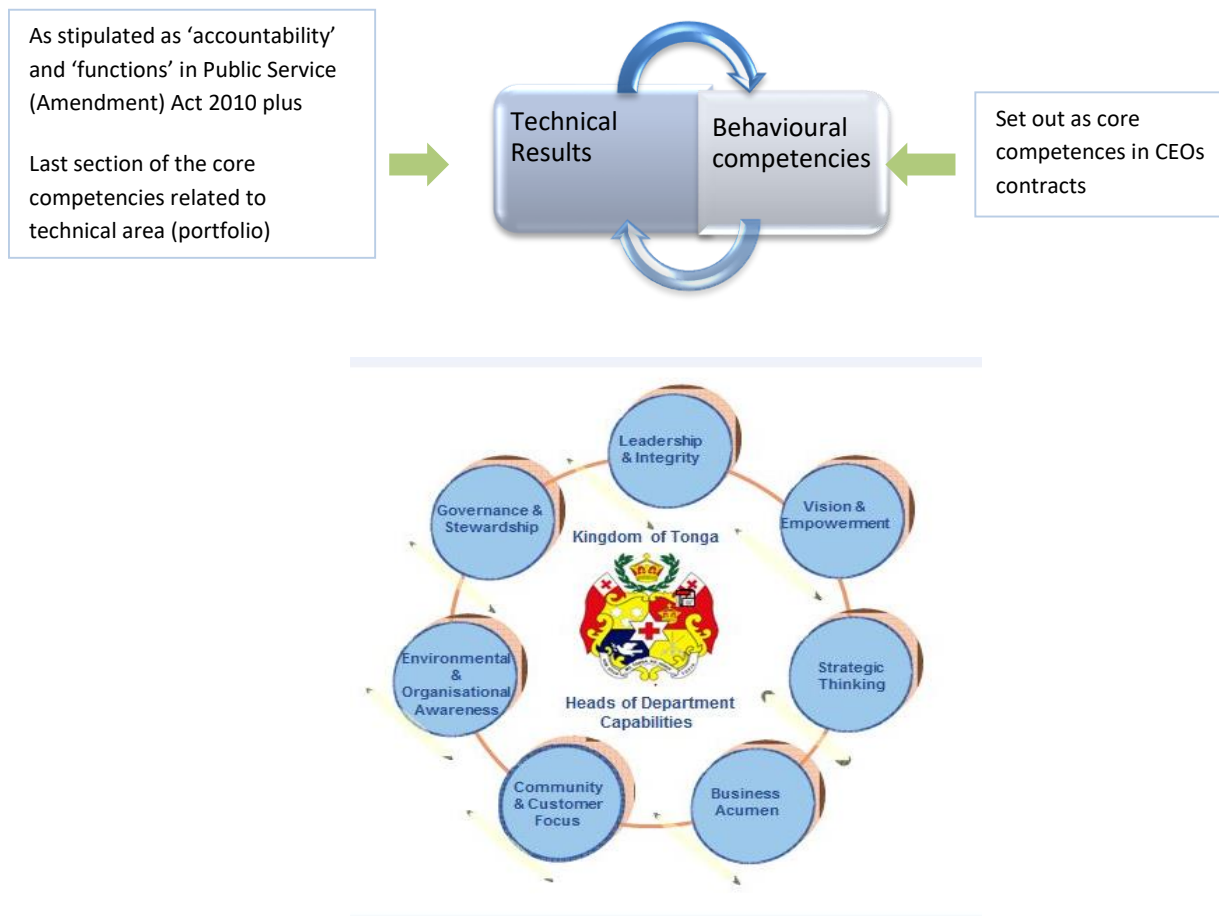 As stipulated as ‘accountability’
and ‘functions’ in Public Service
(Amendment) Act 2010 plus
Last section of the core
competencies related to
technical area (portfolio)
Technical
Results
Behavioural
competencies
Set out as core
competences in CEOs
contracts
Leadership
& Integrity
Governance &
Stewardship
Vision &
Empowerment
Kingdom of Tonga
Environmental
&
Organisational
Awareness
Strategic
Thinking
Heads of Department
Capabilities
Community
& Customer
Focus
Business
Acumen